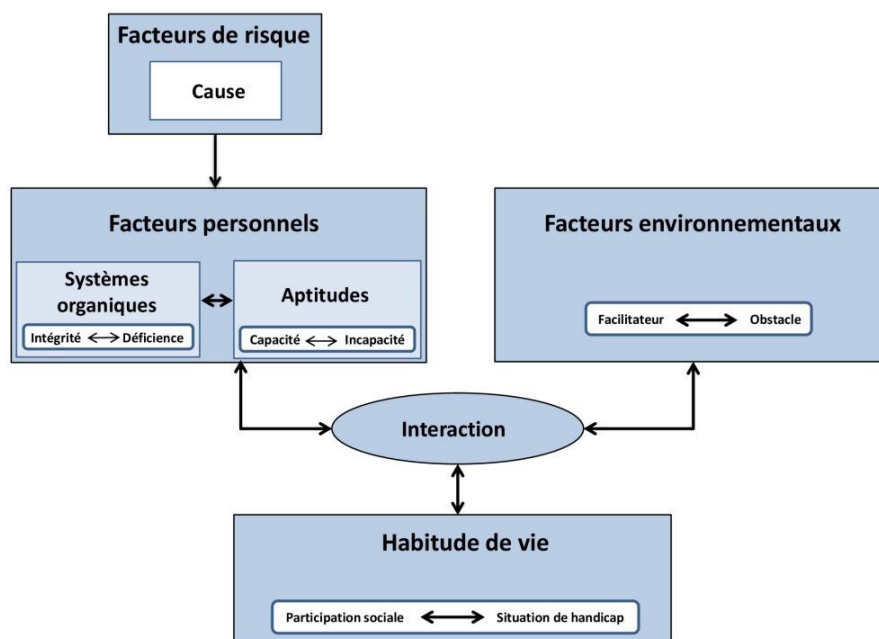 Facteurs de risque
Cause
Facteurs personnels
Systèmes
organiques
Intégrité Déficience
Aptitudes
Capacité Incapacité
Facteurs environnementaux
Facilitateur Obstacle
Interaction
Habitude de vie
Participation sociale Situation de handicap